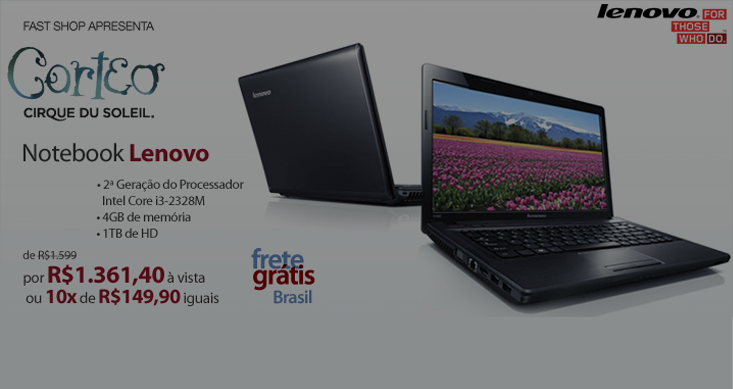 FAST SHOP APRESENTA
Corteo
CIRQUE DU SOLEIL.
Notebook Lenovo
• 2ª Geração do Processador
Intel Core i3-2328M
• 4GB de memória
• 1TB de HD
de R$1.599
por R$1.361,40 à vista
ou 10x de R$149,90 iguais
frete
grátis
Brasil
lenovo
lenovo FOR
THOSE
WHO DO.